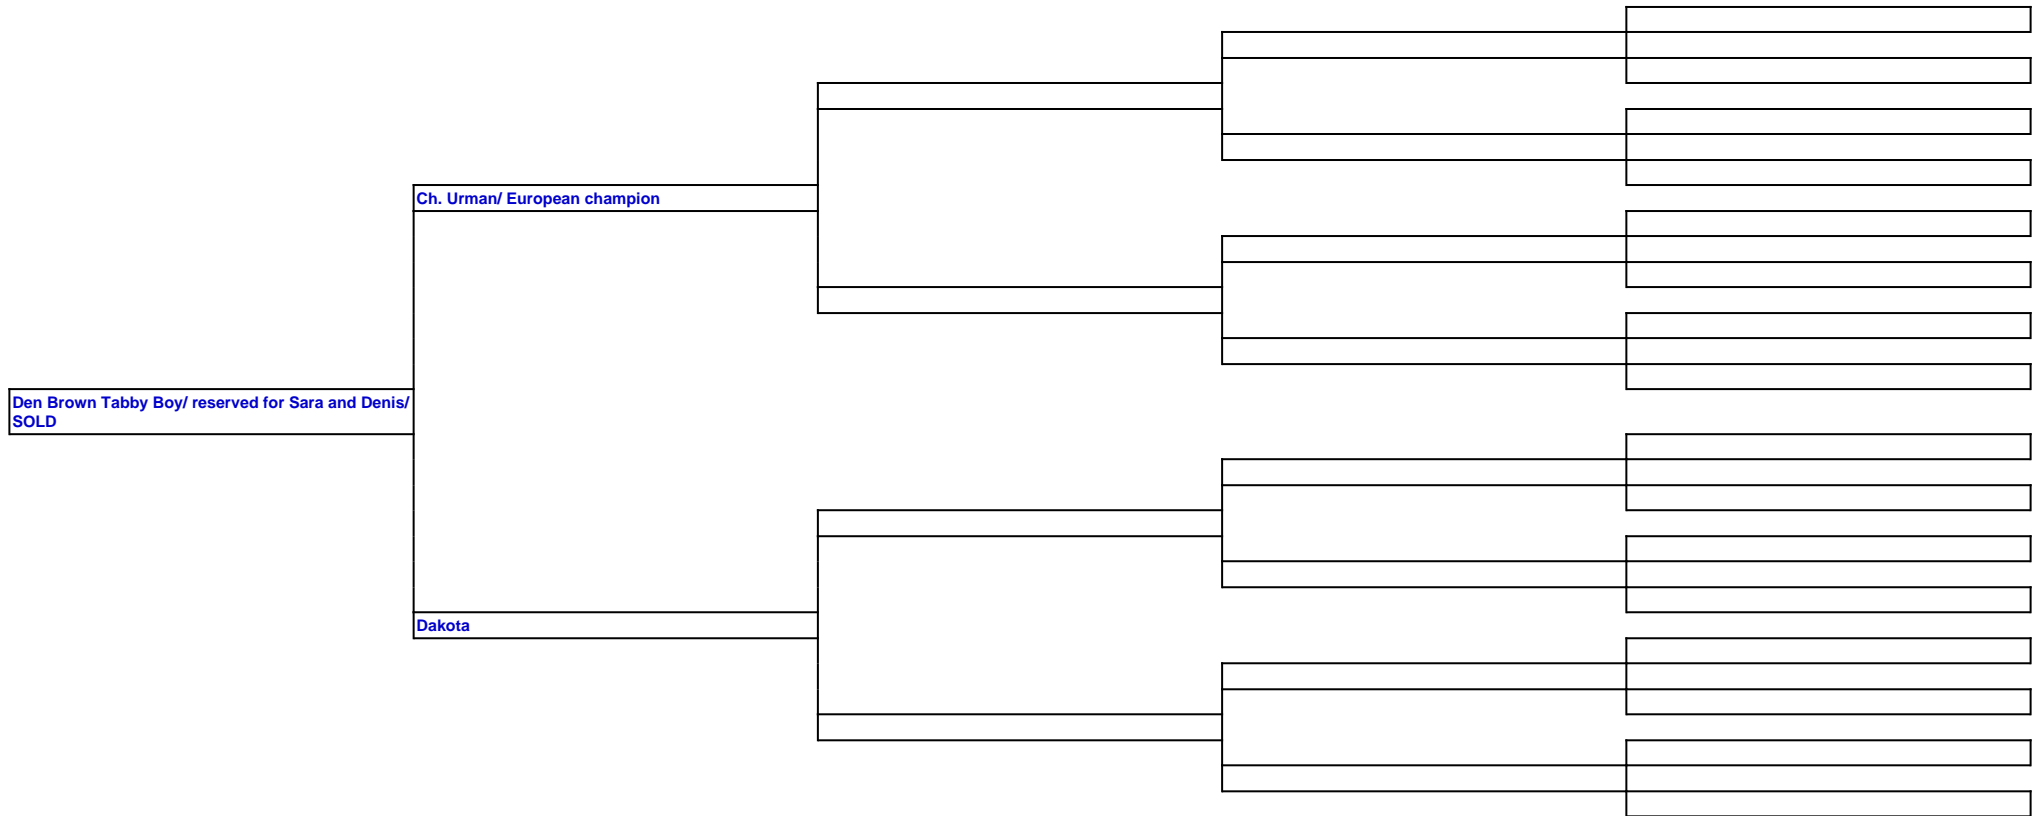 Ch. Urman/ European champion
Den Brown Tabby Boy/ reserved for Sara and Denis/
SOLD
Dakota